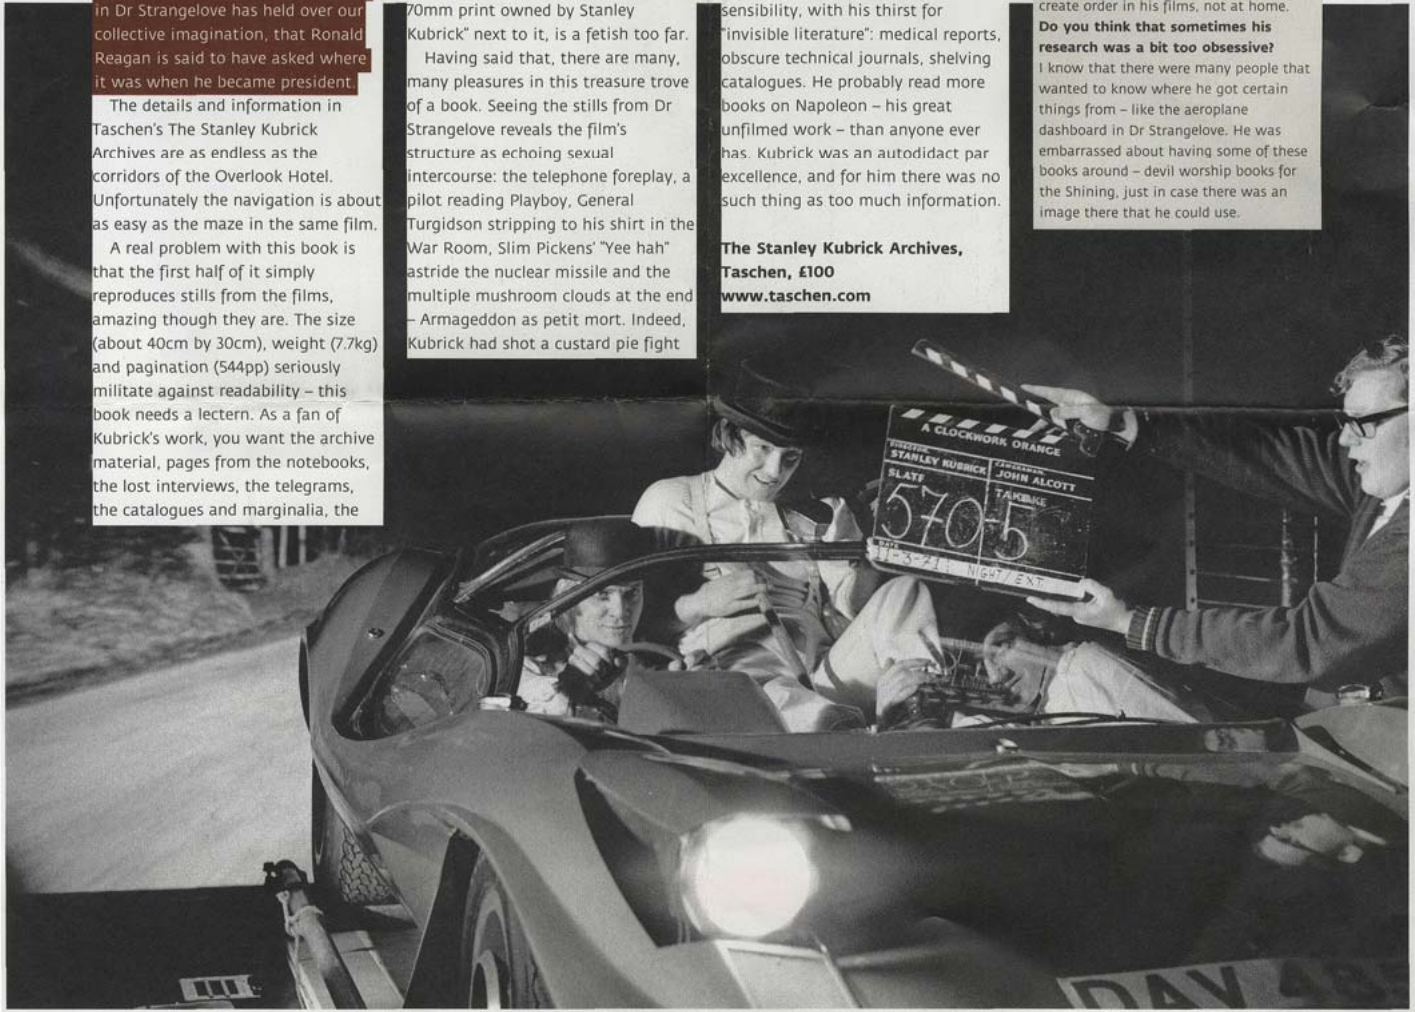 in Dr Strangelove has held over our
collective imagination, that Ronald
Reagan is said to have asked where
it was when he became president.
The details and information in
Taschen's The Stanley Kubrick
Archives are as endless as the
corridors of the Overlook Hotel.
Unfortunately the navigation is about
as easy as the maze in the same film.
A real problem with this book is
that the first half of it simply
reproduces stills from the films,
amazing though they are. The size
(about 40cm by 30cm), weight (7.7kg)
and pagination (544pp) seriously
militate against readability – this
book needs a lectern. As a fan of
Kubrick's work, you want the archive
material, pages from the notebooks,
the lost interviews, the telegrams,
the catalogues and marginalia, the
70mm print owned by Stanley
Kubrick" next to it, is a fetish too far.
Having said that, there are many,
many pleasures in this treasure trove
of a book. Seeing the stills from Dr
Strangelove reveals the film's
structure as echoing sexual
intercourse: the telephone foreplay, a
pilot reading Playboy, General
Turgidson stripping to his shirt in the
War Room, Slim Pickens' "Yee hah"
astride the nuclear missile and the
multiple mushroom clouds at the end
– Armageddon as petit mort. Indeed,
Kubrick had shot a custard pie fight
sensibility, with his thirst for
"invisible literature": medical reports,
obscure technical journals, shelving
catalogues. He probably read more
books on Napoleon – his great
unfilmed work – than anyone ever
has. Kubrick was an autodidact par
excellence, and for him there was no
such thing as too much information.
The Stanley Kubrick Archives,
Taschen, £100
www.taschen.com
create order in his films, not at home.
Do you think that sometimes his
research was a bit too obsessive?
I know that there were many people that
wanted to know where he got certain
things from – like the aeroplane
dashboard in Dr Strangelove. He was
embarrassed about having some of these
books around – devil worship books for
the Shining, just in case there was an
image there that he could use.
A CLOCKWORK ORANGE
DIRECTOR
STANLEY KUBRICK
CAMERAMAN
JOHN ALCOTT
SLATE
570
TAKE
5
DATE
11-3-71
NIGHT/EXT
DAV